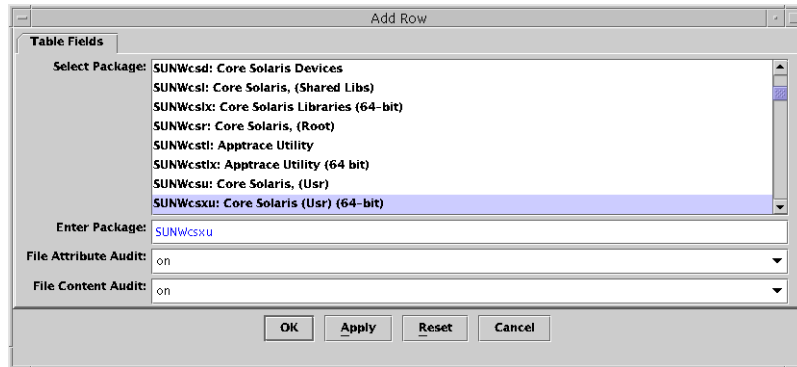 Add Row
Table Fields
Select Package:
SUNWcsd: Core Solaris Devices
SUNWcsl: Core Solaris, (Shared Libs)
SUNWcslx: Core Solaris Libraries (64-bit)
SUNWcsr: Core Solaris, (Root)
SUNWcstl: Apptrace Utility
SUNWcstlx: Apptrace Utility (64 bit)
SUNWcsu: Core Solaris, (Usr)
SUNWcsxu: Core Solaris (Usr) (64-bit)
Enter Package: SUNWcsxu
File Attribute Audit: on
File Content Audit: on
OK Apply Reset Cancel